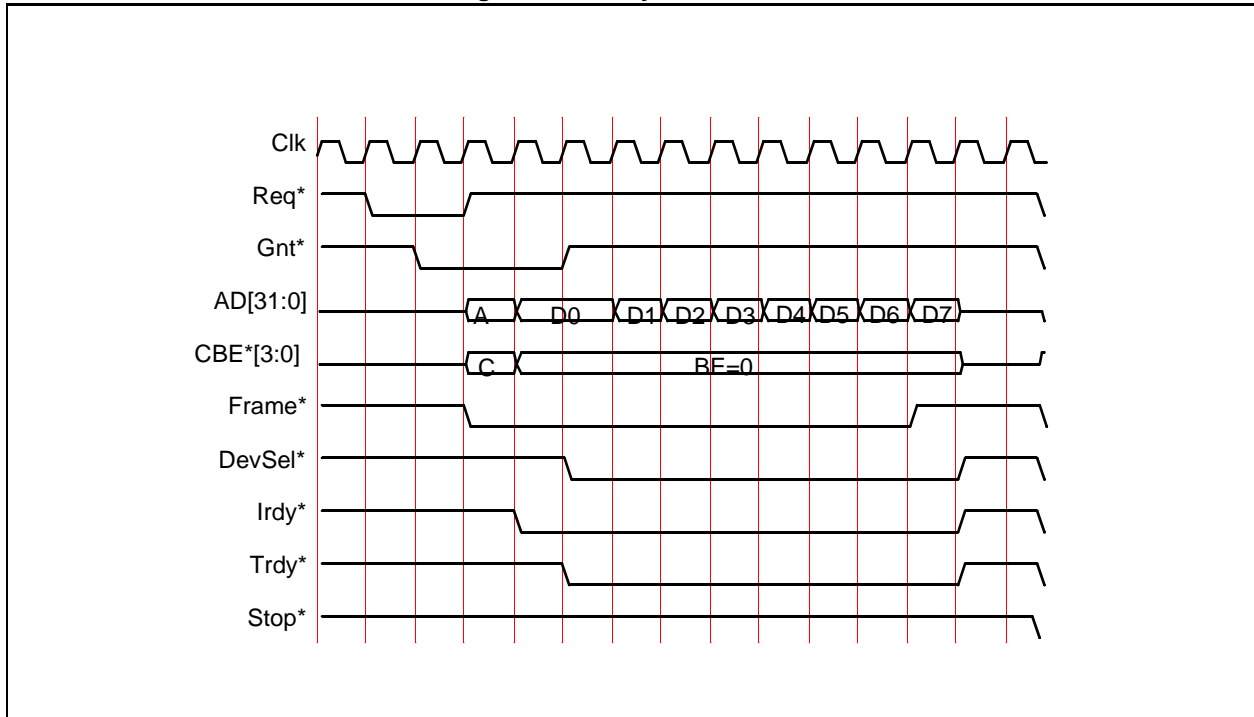 Clk
Req*
Gnt*
AD[31:0]
A D0 D1 D2 D3 D4 D5 D6 D7
CBE*[3:0]
C BE=0
Frame*
DevSel*
Irdy*
Trdy*
Stop*